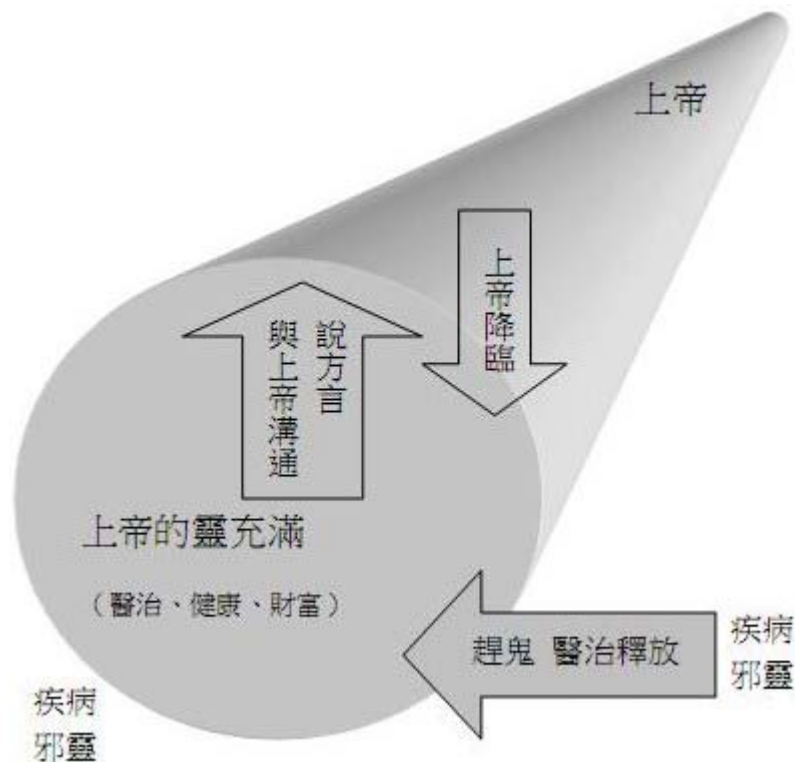 上帝
上帝降臨
說方言
與上帝溝通
上帝的靈充滿
（醫治、健康、財富）
趕鬼 醫治釋放
疾病
邪靈
疾病
邪靈